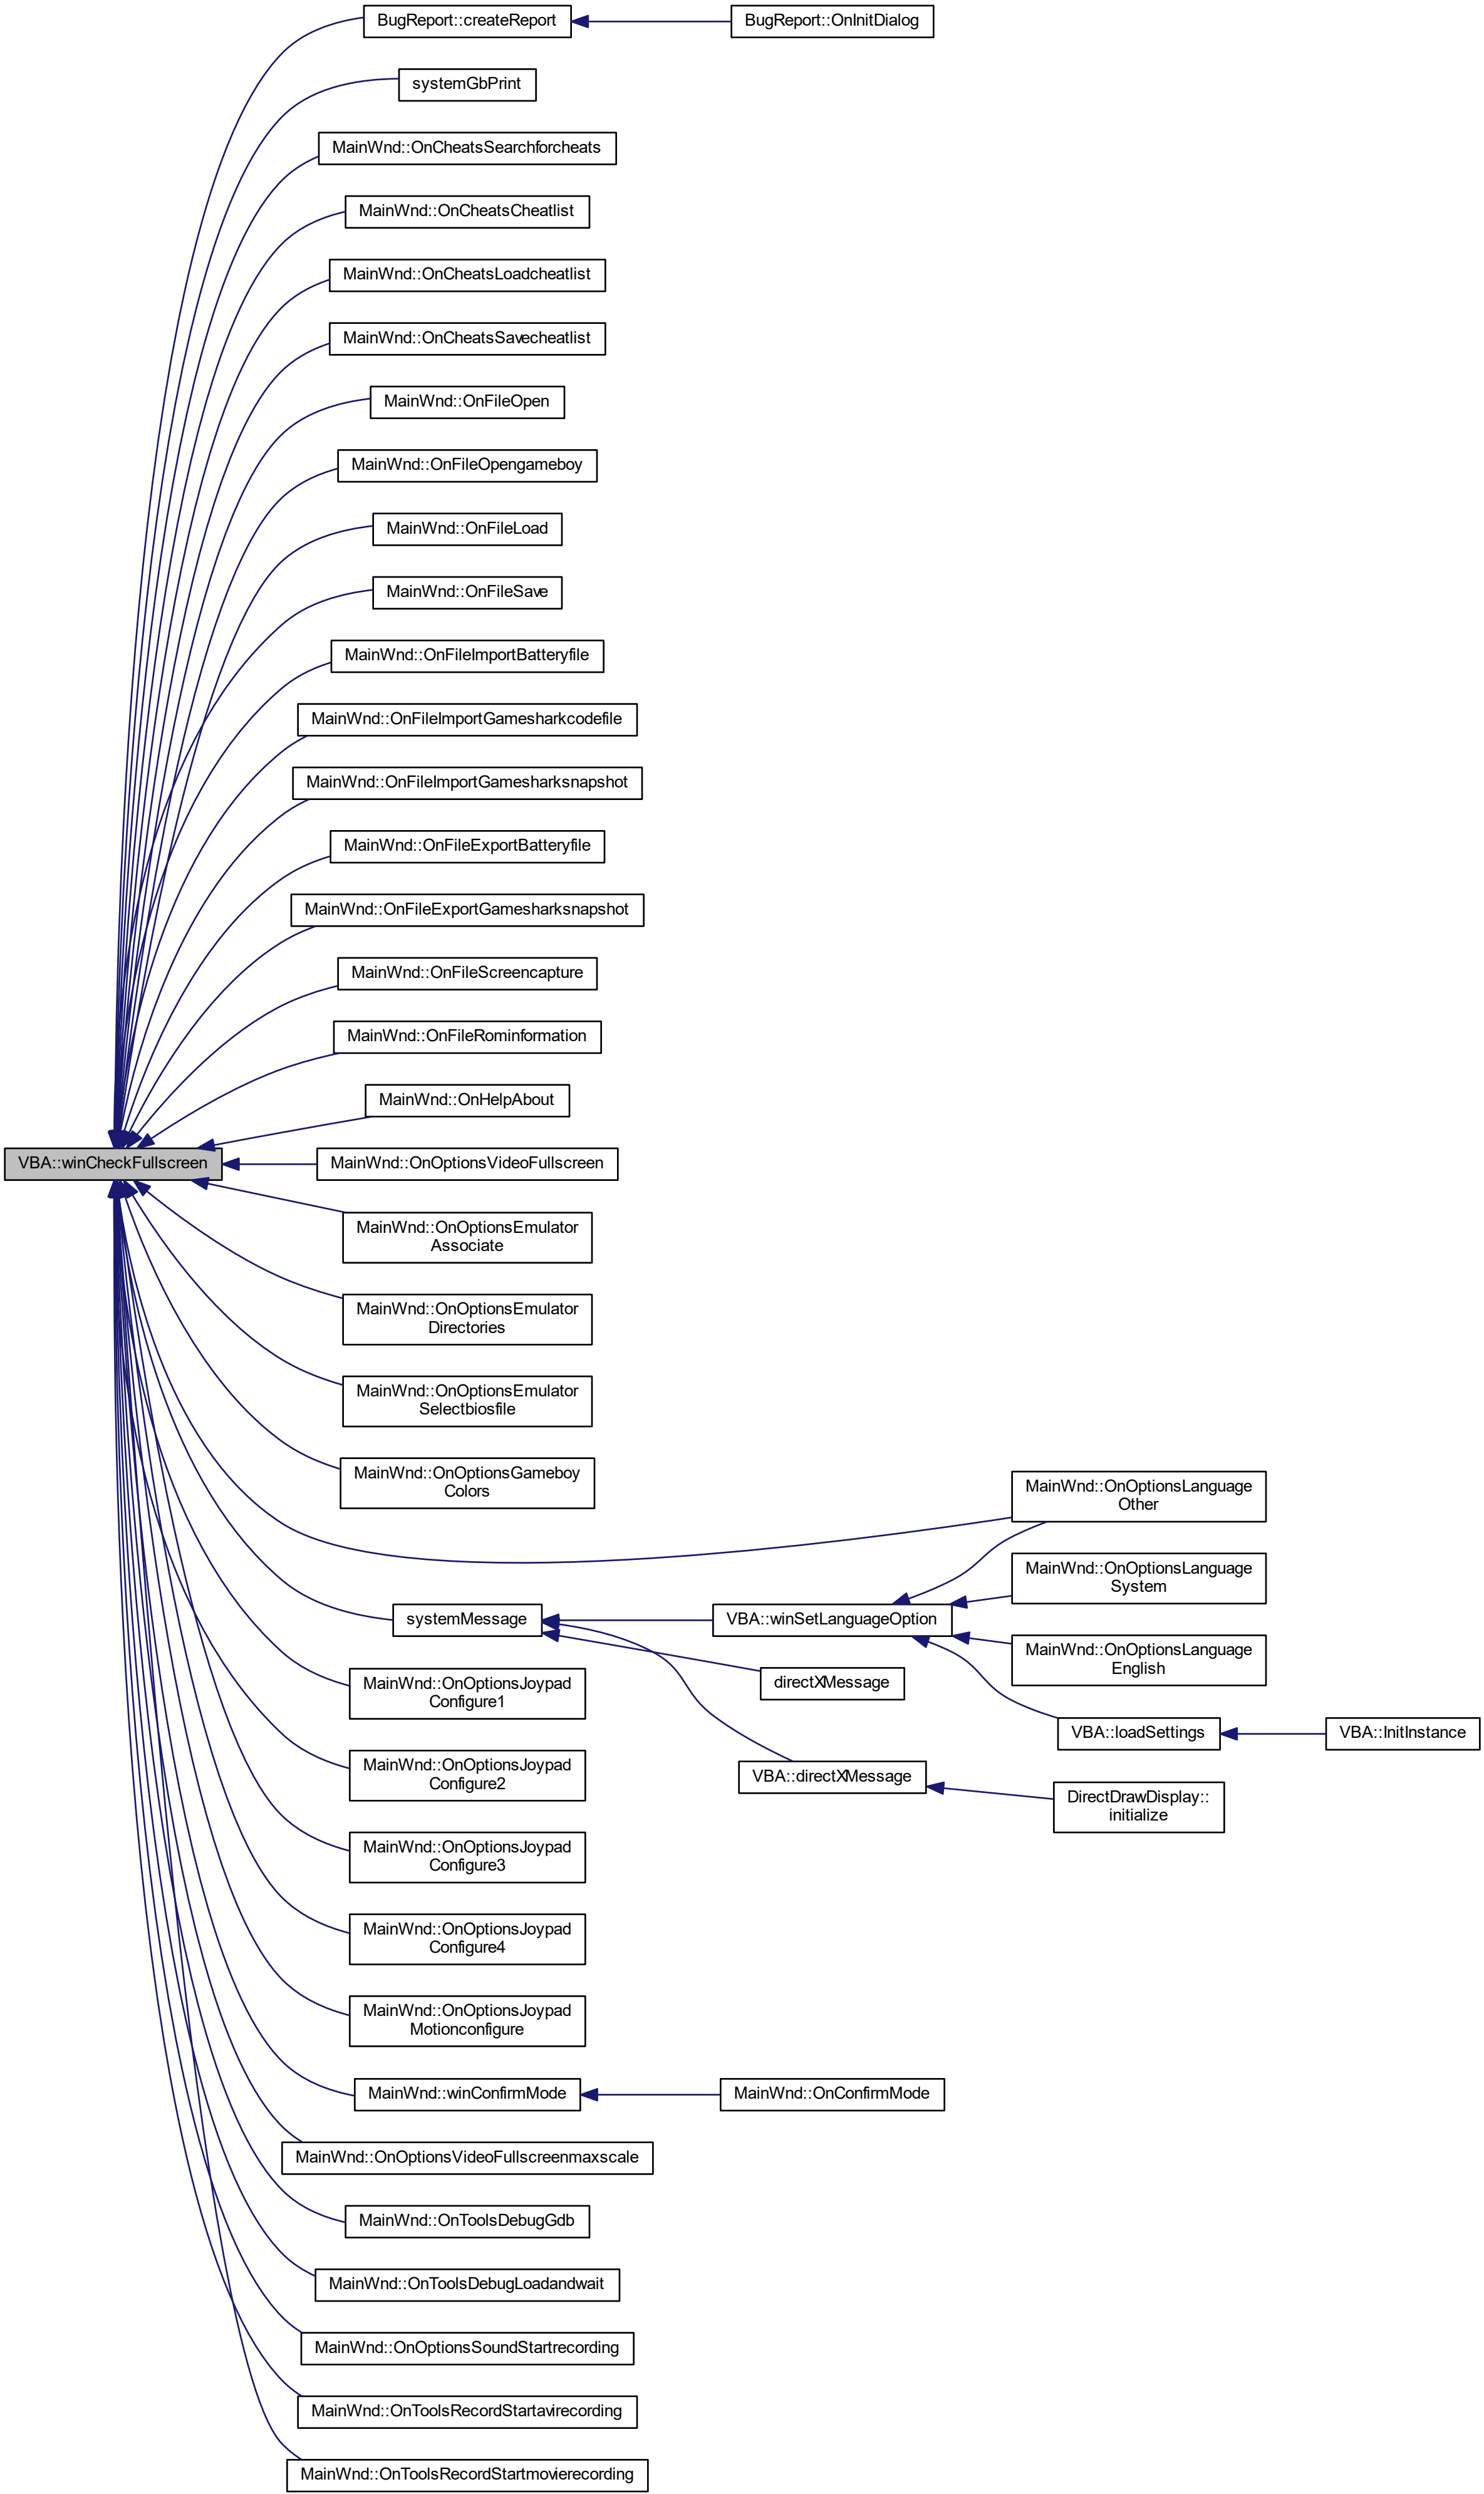 BugReport::createReport
BugReport::OnInitDialog
systemGbPrint
MainWnd::OnCheatsSearchforcheats
MainWnd::OnCheatsCheatlist
MainWnd::OnCheatsLoadcheatlist
MainWnd::OnCheatsSavecheatlist
MainWnd::OnFileOpen
MainWnd::OnFileOpengameboy
MainWnd::OnFileLoad
MainWnd::OnFileSave
MainWnd::OnFileImportBatteryfile
MainWnd::OnFileImportGamesharkcodefile
MainWnd::OnFileImportGamesharksnapshot
MainWnd::OnFileExportBatteryfile
MainWnd::OnFileExportGamesharksnapshot
MainWnd::OnFileScreencapture
MainWnd::OnFileRominformation
MainWnd::OnHelpAbout
VBA::winCheckFullscreen
MainWnd::OnOptionsVideoFullscreen
MainWnd::OnOptionsEmulator
Associate
MainWnd::OnOptionsEmulator
Directories
MainWnd::OnOptionsEmulator
Selectbiosfile
MainWnd::OnOptionsGameboy
Colors
MainWnd::OnOptionsLanguage
Other
MainWnd::OnOptionsLanguage
System
systemMessage
VBA::winSetLanguageOption
MainWnd::OnOptionsLanguage
English
directXMessage
MainWnd::OnOptionsJoypad
Configure1
VBA::loadSettings
VBA::InitInstance
VBA::directXMessage
DirectDrawDisplay::
initialize
MainWnd::OnOptionsJoypad
Configure2
MainWnd::OnOptionsJoypad
Configure3
MainWnd::OnOptionsJoypad
Configure4
MainWnd::OnOptionsJoypad
Motionconfigure
MainWnd::winConfirmMode
MainWnd::OnConfirmMode
MainWnd::OnOptionsVideoFullscreenmaxscale
MainWnd::OnToolsDebugGdb
MainWnd::OnToolsDebugLoadandwait
MainWnd::OnOptionsSoundStartrecording
MainWnd::OnToolsRecordStartavirecording
MainWnd::OnToolsRecordStartmovierecording